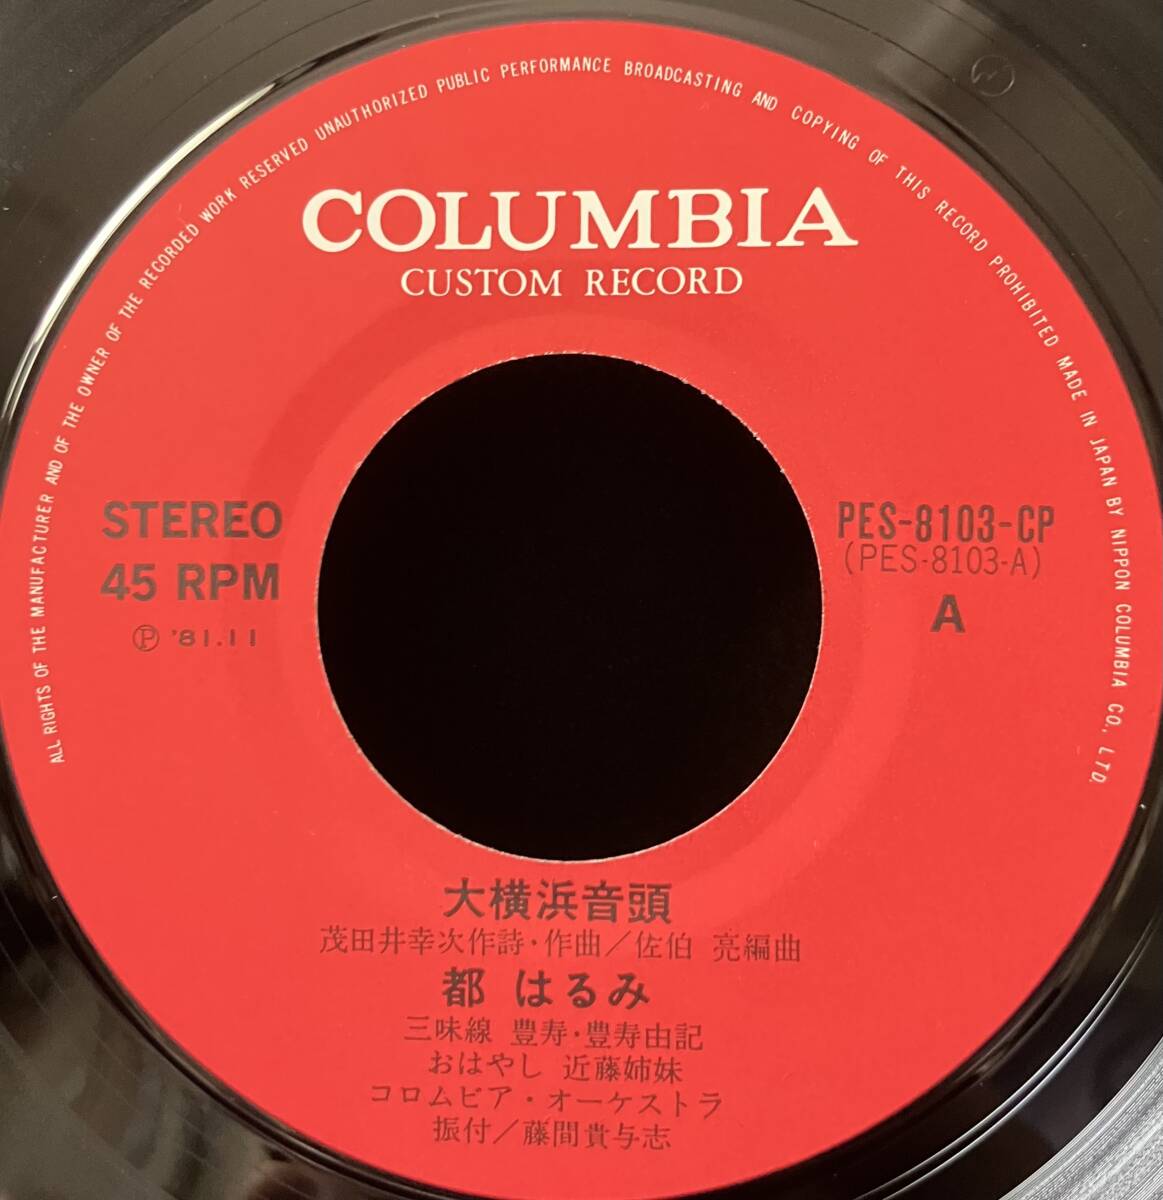 ALL RIGHTS OF THE MANUFACTURER AND OF THE OWNER OF THE RECORDED WORK RESERVED UNAUTHORIZED PUBLIC PERFORMANCE BROADCASTING AND COPYING OF THIS RECORD PROHIBITED MADE IN JAPAN BY NIPPON COLUMBIA CO., LTD.
COLUMBIA
CUSTOM RECORD
STEREO
45 RPM
Ⓟ '81.11
PES-8103-CP
(PES-8103-A)
A
大横浜音頭
茂田井幸次作詩・作曲／佐伯 亮編曲
都 はるみ
三味線 豊寿・豊寿由記
おはやし 近藤姉妹
コロムビア・オーケストラ
振付／藤間貴与志